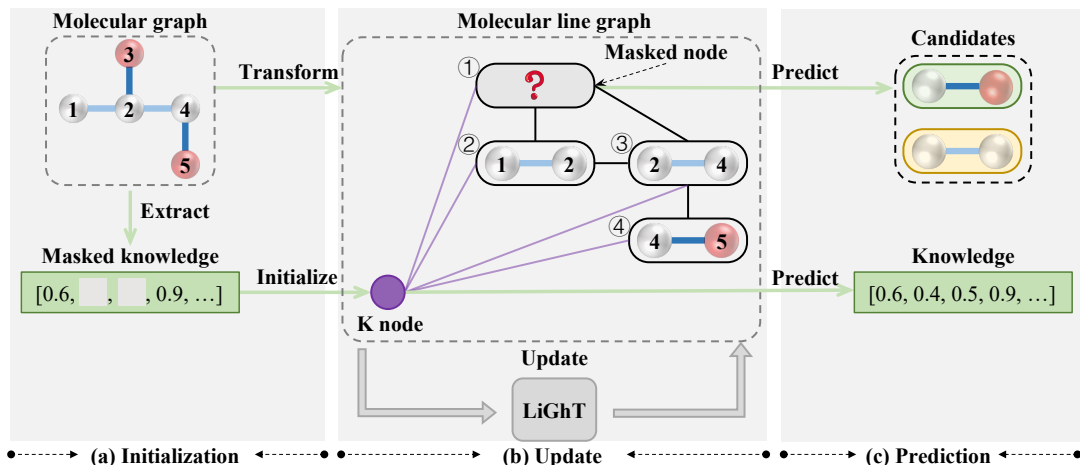 Molecular graph
3
1
2
4
5
Extract
Masked knowledge
[0.6, , , 0.9, …]
Transform
Initialize
Molecular line graph
Masked node
①
?
②
1
2
③
2
4
④
4
5
K node
Update
LiGhT
Predict
Candidates
Predict
Knowledge
[0.6, 0.4, 0.5, 0.9, …]
(a) Initialization
(b) Update
(c) Prediction